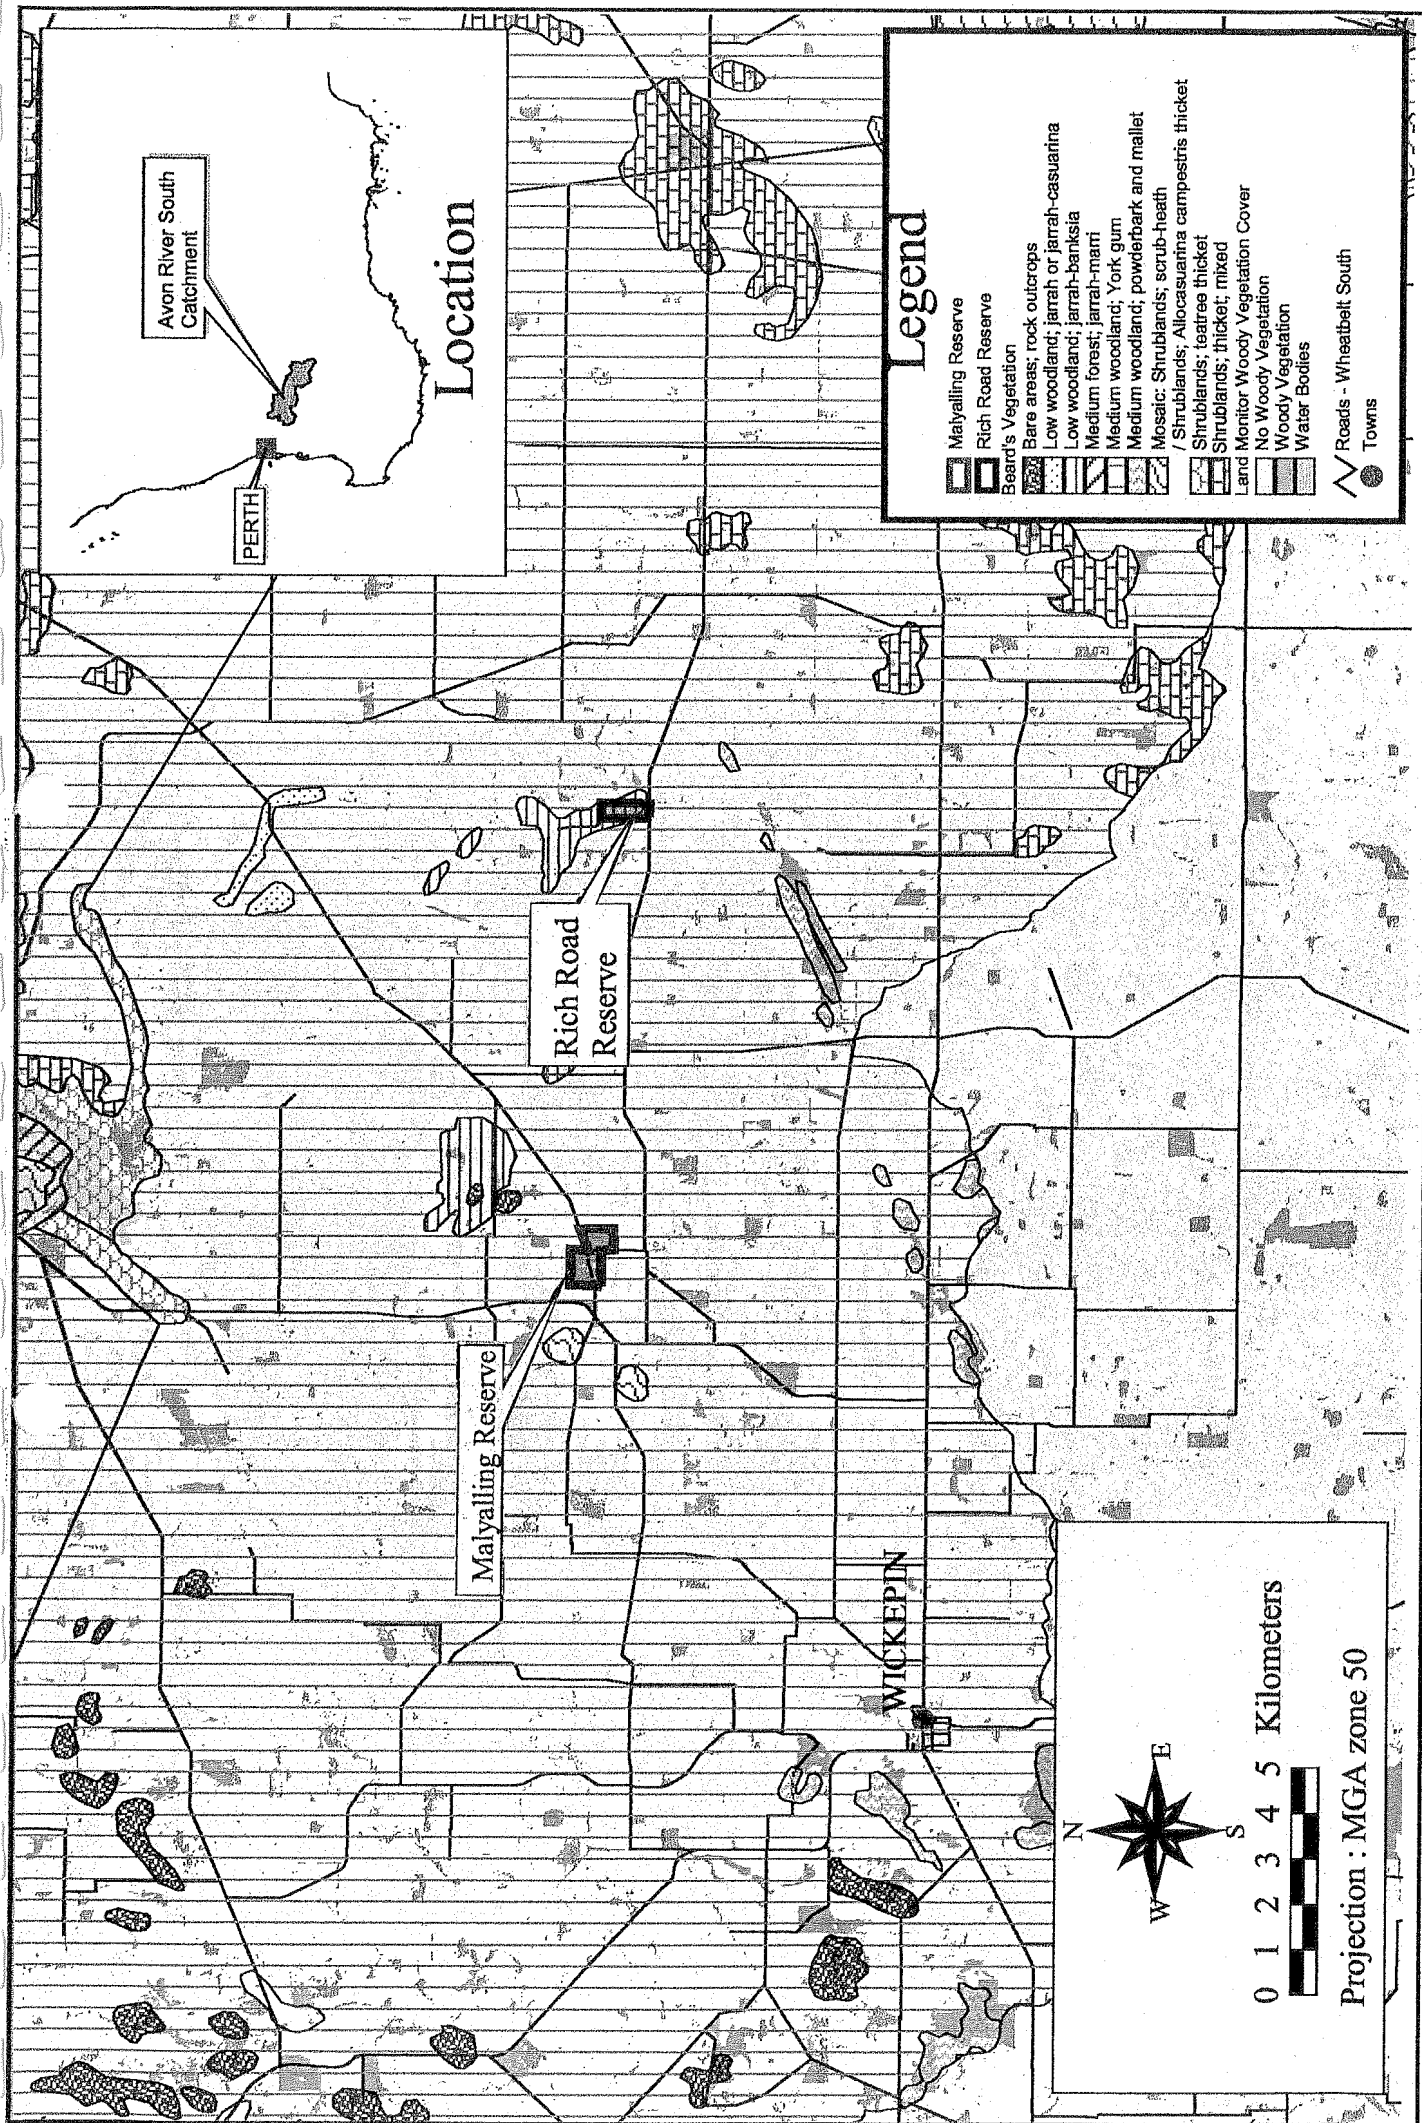 Avon River South
Catchment
PERTH
Location
Rich Road
Reserve
Malyalling Reserve
WICKEPIN
N
W
E
S
0 1 2 3 4 5 Kilometers
Projection : MGA zone 50
Legend
Malyalling Reserve
Rich Road Reserve
Beard's Vegetation
Bare areas; rock outcrops
Low woodland; jarrah or jarrah-casuarina
Low woodland; jarrah-banksia
Medium forest; jarrah-marri
Medium woodland; York gum
Medium woodland; powderbark and mallet
Mosaic: Shrublands; scrub-heath
/ Shrublands; Allocasuarina campestris thicket
Shrublands; teatree thicket
Shrublands; thicket; mixed
Land Monitor Woody Vegetation Cover
No Woody Vegetation
Woody Vegetation
Water Bodies
Roads - Wheatbelt South
Towns